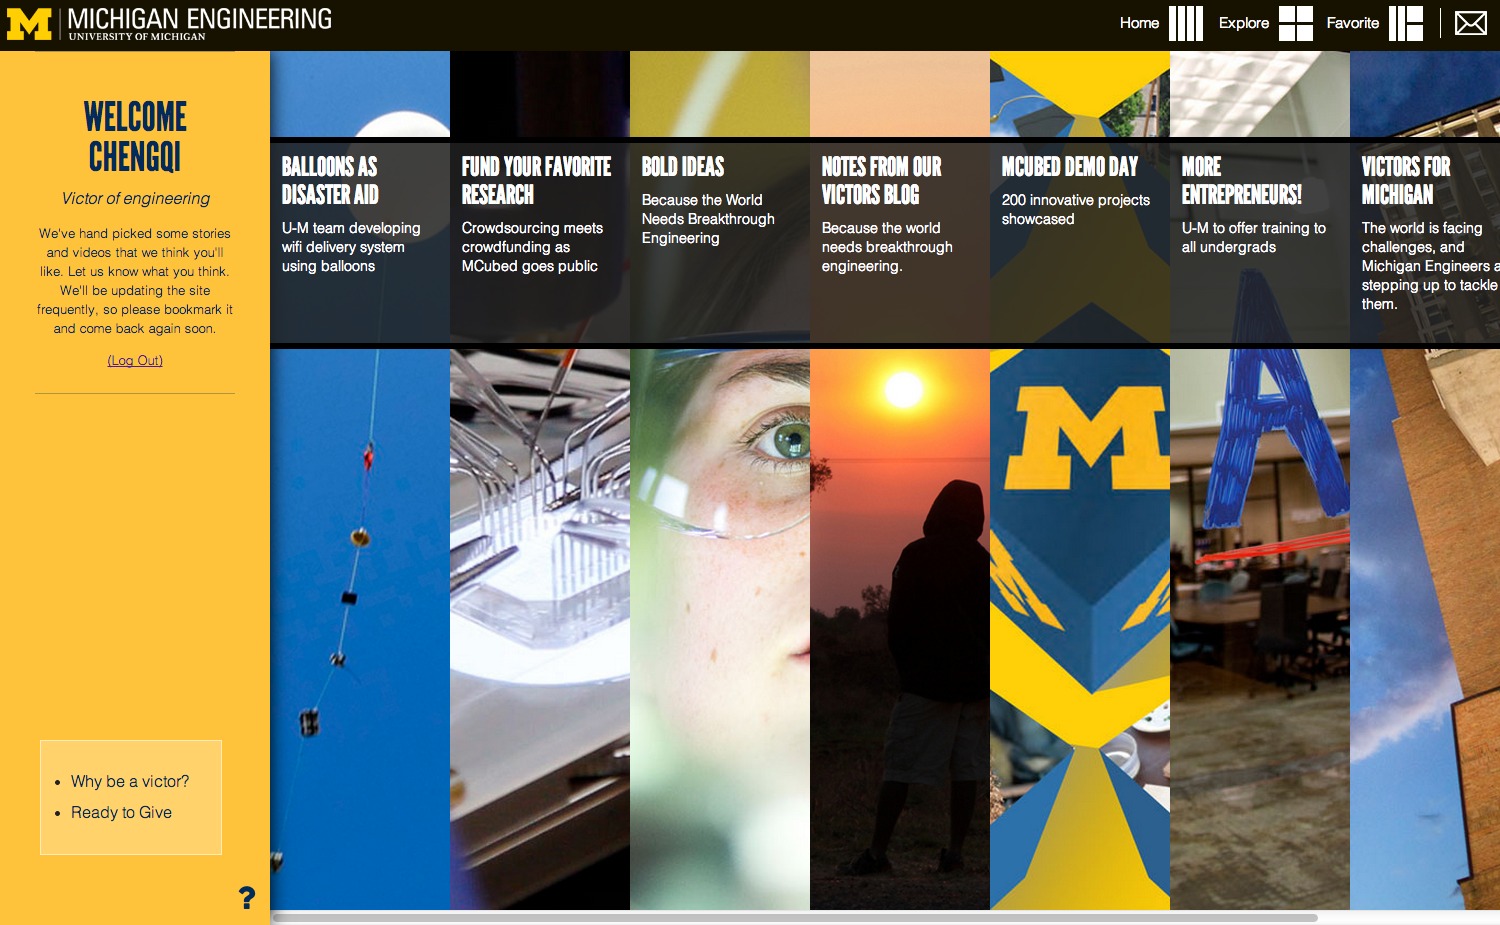 M
MICHIGAN ENGINEERING
UNIVERSITY OF MICHIGAN
Home
Explore
Favorite
WELCOME
CHENGQI
Victor of engineering
We've hand picked some stories
and videos that we think you'll
like. Let us know what you think.
We'll be updating the site
frequently, so please bookmark it
and come back again soon.
(Log Out)
Why be a victor?
Ready to Give
?
BALLOONS AS
DISASTER AID
U-M team developing
wifi delivery system
using balloons
FUND YOUR FAVORITE
RESEARCH
Crowdsourcing meets
crowdfunding as
MCubed goes public
BOLD IDEAS
Because the World
Needs Breakthrough
Engineering
NOTES FROM OUR
VICTORS BLOG
Because the world
needs breakthrough
engineering.
MCUBED DEMO DAY
200 innovative projects
showcased
M
MORE
ENTREPRENEURS!
U-M to offer training to
all undergrads
A
VICTORS FOR
MICHIGAN
The world is facing
challenges, and
Michigan Engineers a
stepping up to tackle
them.